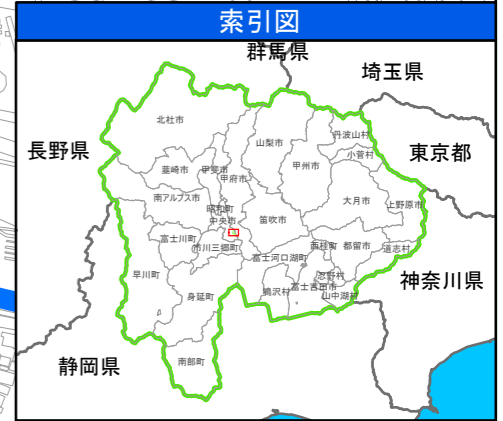 索引図
群馬県
埼玉県
長野県
東京都
神奈川県
静岡県
北杜市
丹波山村
小菅村
山梨市
甲州市
韮崎市
甲斐市
甲府市
南アルプス市
昭和町
中央市
笛吹市
大月市
上野原市
富士川町
市川三郷町
富士河口湖町
西桂町
都留市
道志村
早川町
身延町
鳴沢村
富士吉田市
忍野村
山中湖村
南部町